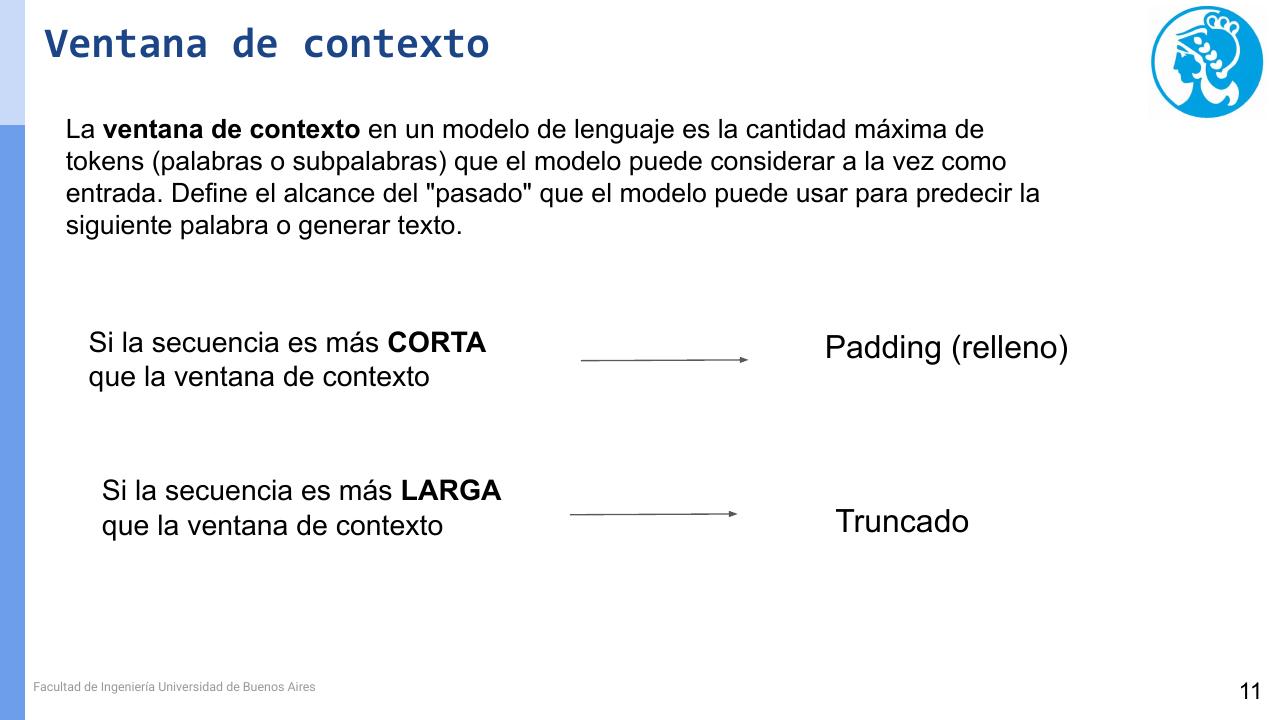 Ventana de contexto
La ventana de contexto en un modelo de lenguaje es la cantidad máxima de
tokens (palabras o subpalabras) que el modelo puede considerar a la vez como
entrada. Define el alcance del "pasado" que el modelo puede usar para predecir la
siguiente palabra o generar texto.
Si la secuencia es más CORTA
que la ventana de contexto
Padding (relleno)
Si la secuencia es más LARGA
que la ventana de contexto
Truncado
Facultad de Ingeniería Universidad de Buenos Aires
11